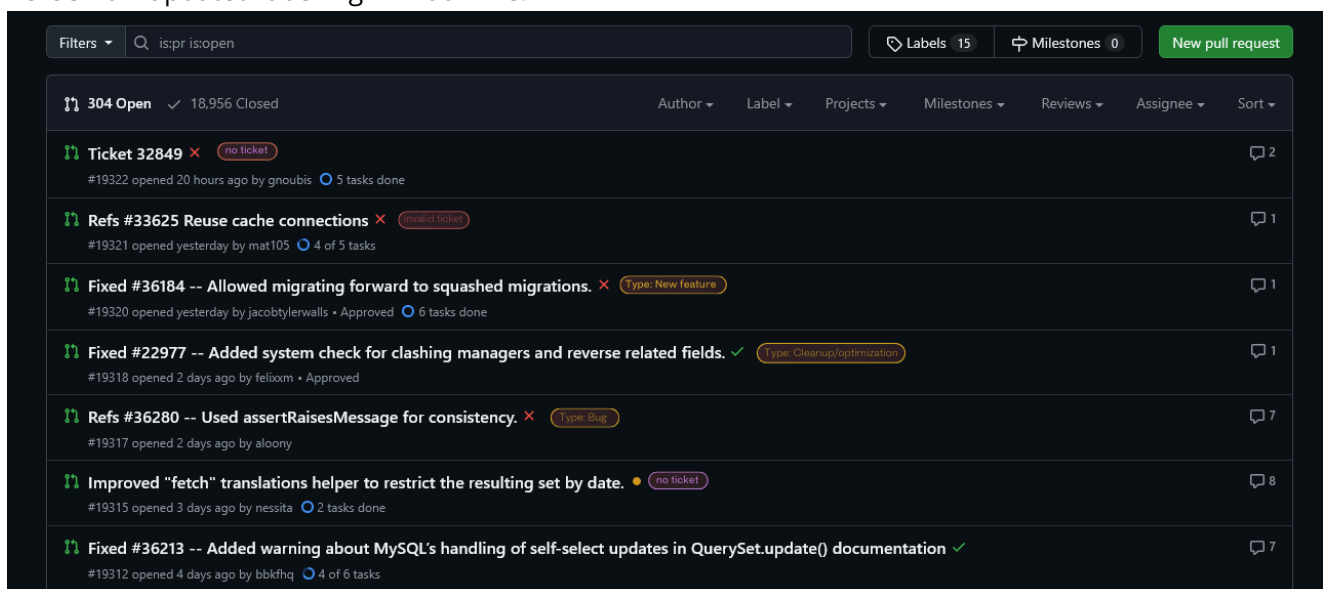 Filters
is:pr is:open
Labels 15
Milestones 0
New pull request
304 Open 18,956 Closed
Author Label Projects Milestones Reviews Assignee Sort
Ticket 32849 no ticket 2
#19322 opened 20 hours ago by gnoubis 5 tasks done
Refs #33625 Reuse cache connections invalid ticket 1
#19321 opened yesterday by mat105 4 of 5 tasks
Fixed #36184 -- Allowed migrating forward to squashed migrations. Type: New feature 1
#19320 opened yesterday by jacobtylerwalls • Approved 6 tasks done
Fixed #22977 -- Added system check for clashing managers and reverse related fields. Type: Cleanup/optimization 1
#19318 opened 2 days ago by felixxm • Approved
Refs #36280 -- Used assertRaisesMessage for consistency. Type: Bug 7
#19317 opened 2 days ago by aloony
Improved "fetch" translations helper to restrict the resulting set by date. no ticket 8
#19315 opened 3 days ago by nessita 2 tasks done
Fixed #36213 -- Added warning about MySQL's handling of self-select updates in QuerySet.update() documentation 7
#19312 opened 4 days ago by bbkfhq 4 of 6 tasks